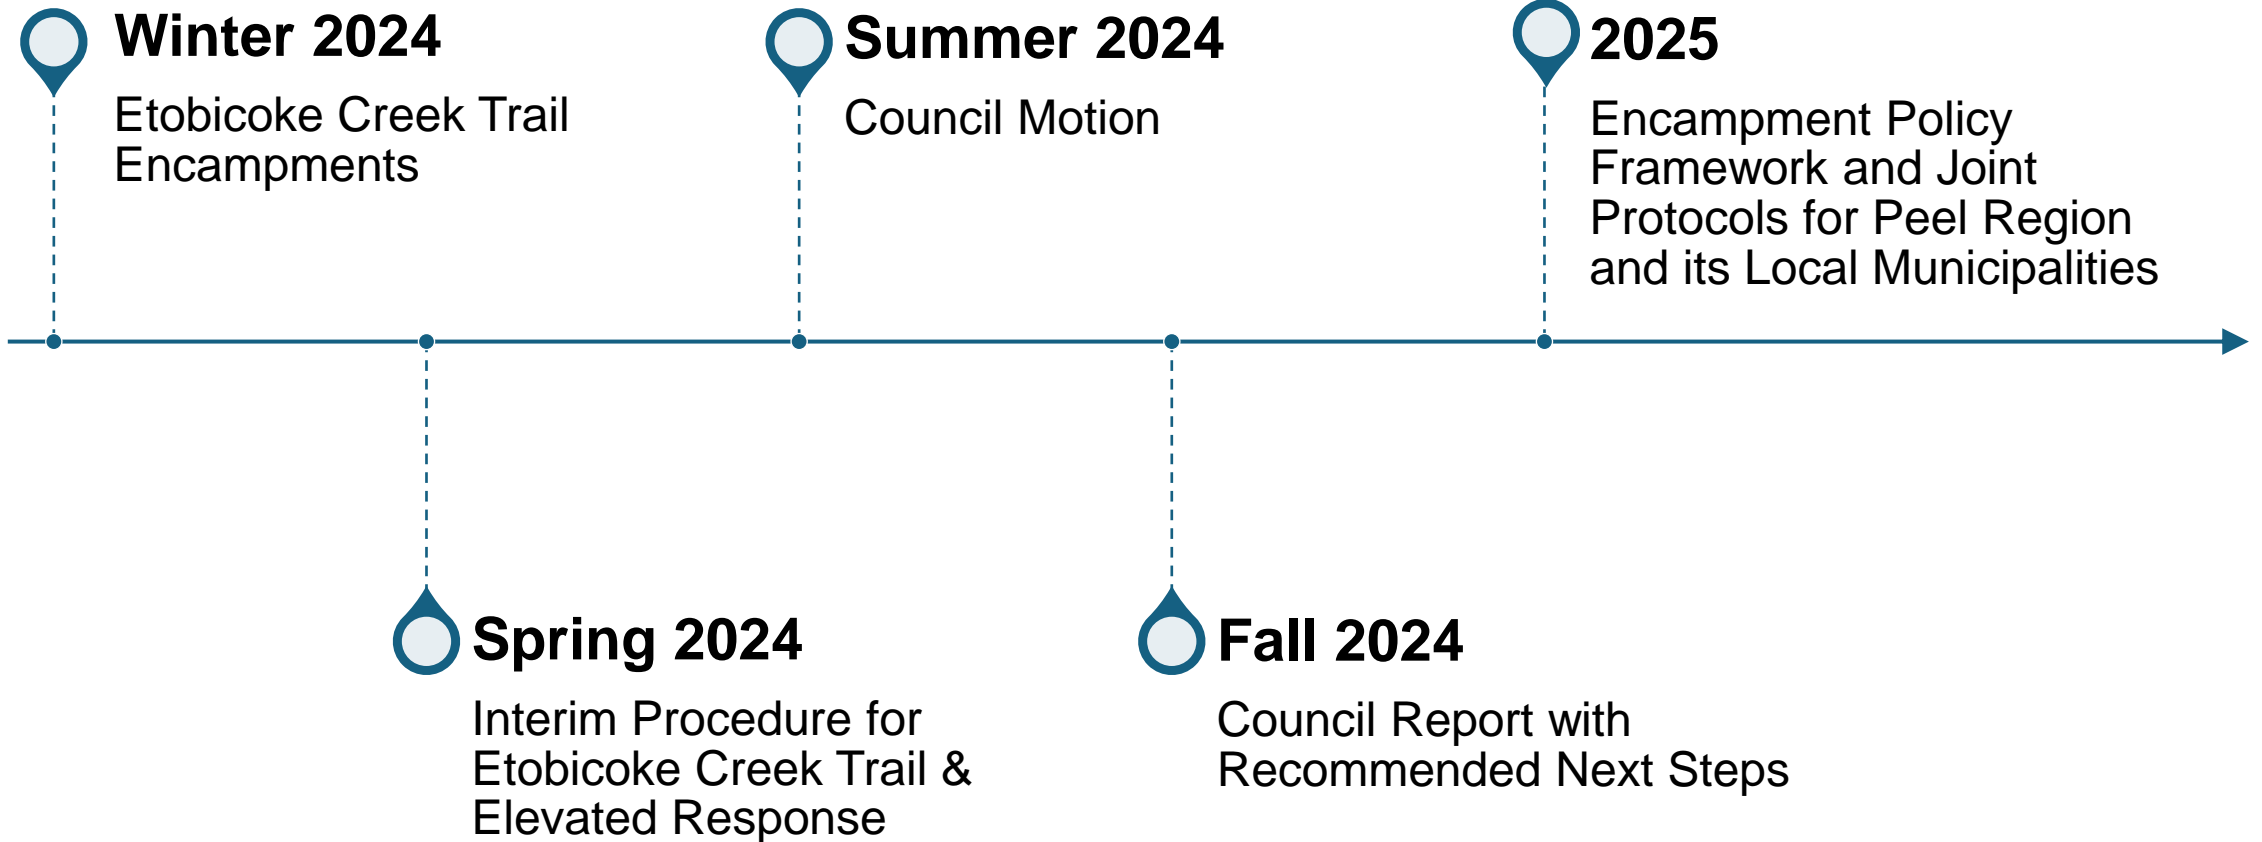 Winter 2024
Etobicoke Creek Trail
Encampments
Spring 2024
Interim Procedure for
Etobicoke Creek Trail &
Elevated Response
Summer 2024
Council Motion
Fall 2024
Council Report with
Recommended Next Steps
2025
Encampment Policy
Framework and Joint
Protocols for Peel Region
and its Local Municipalities